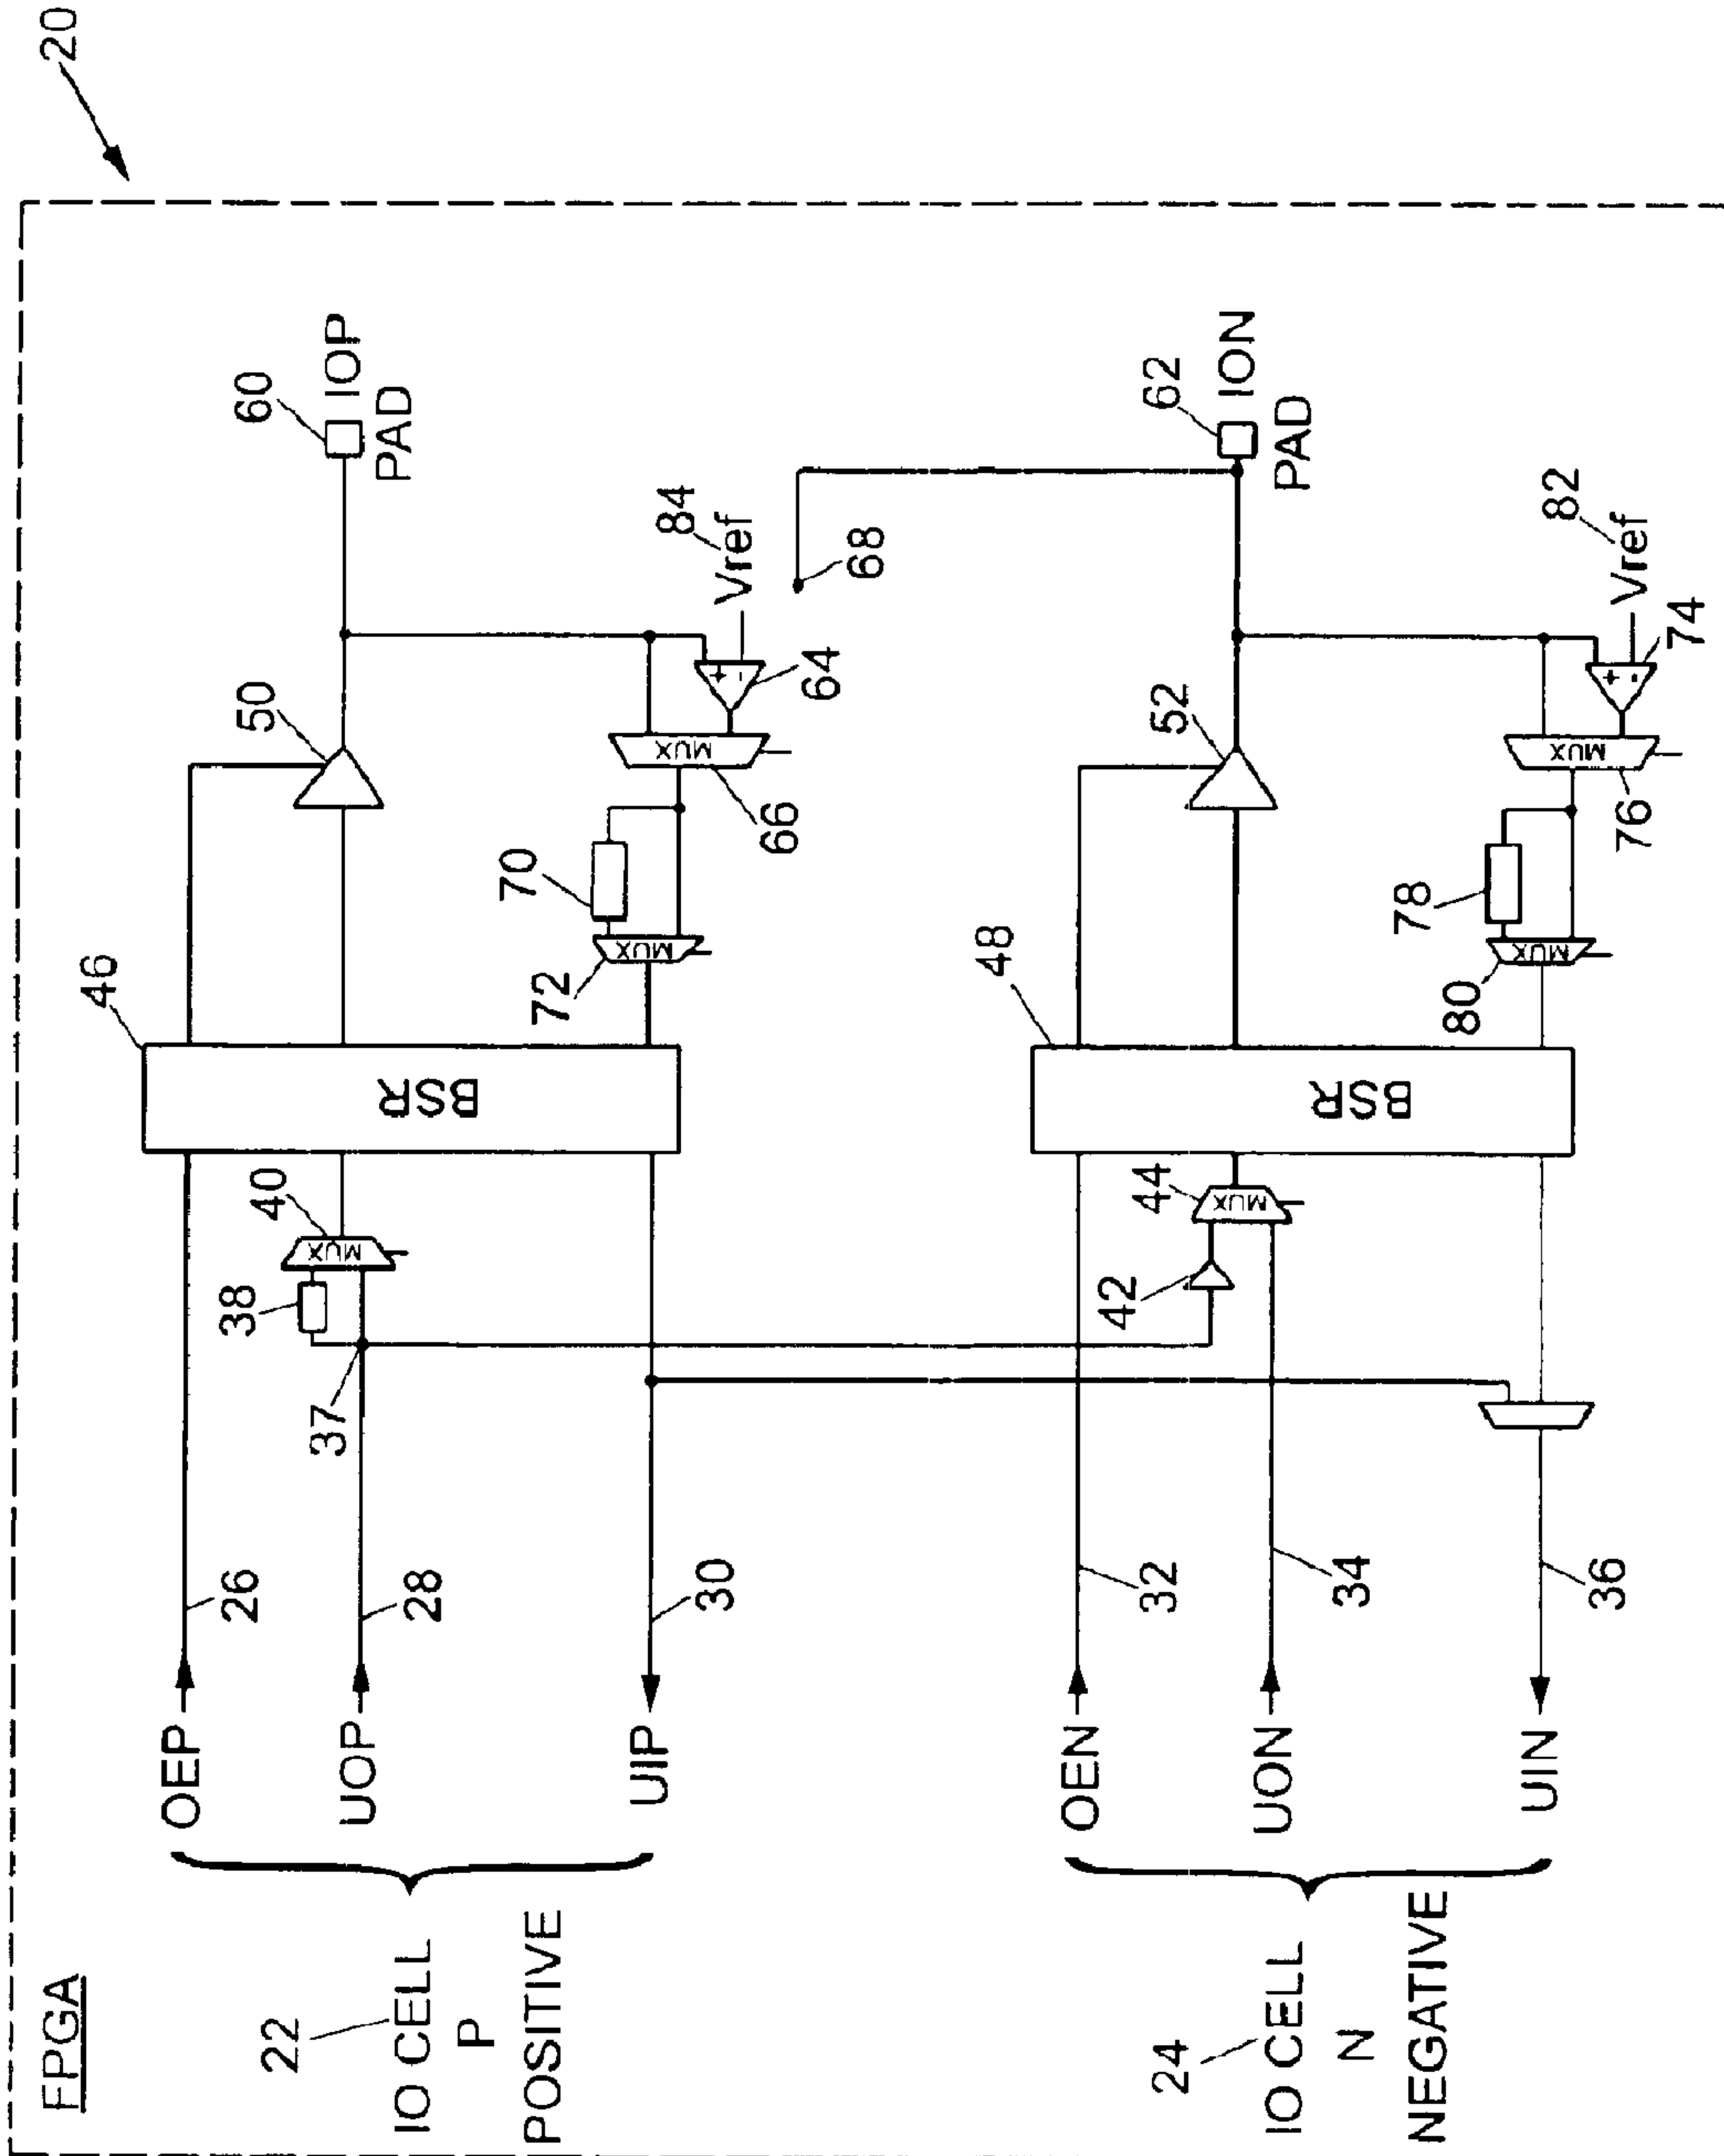 FPGA
20
22
IO CELL
P
POSITIVE
OEP
26
UOP
28
UIP
30
37
38
40
MUX
46
BSR
50
60
IOP
PAD
70
72
MUX
66
MUX
64
+
-
84
Vref
68
24
IO CELL
N
NEGATIVE
OEN
32
UON
34
UIN
36
42
44
MUX
48
BSR
52
62
ION
PAD
78
80
MUX
76
MUX
74
+
-
82
Vref